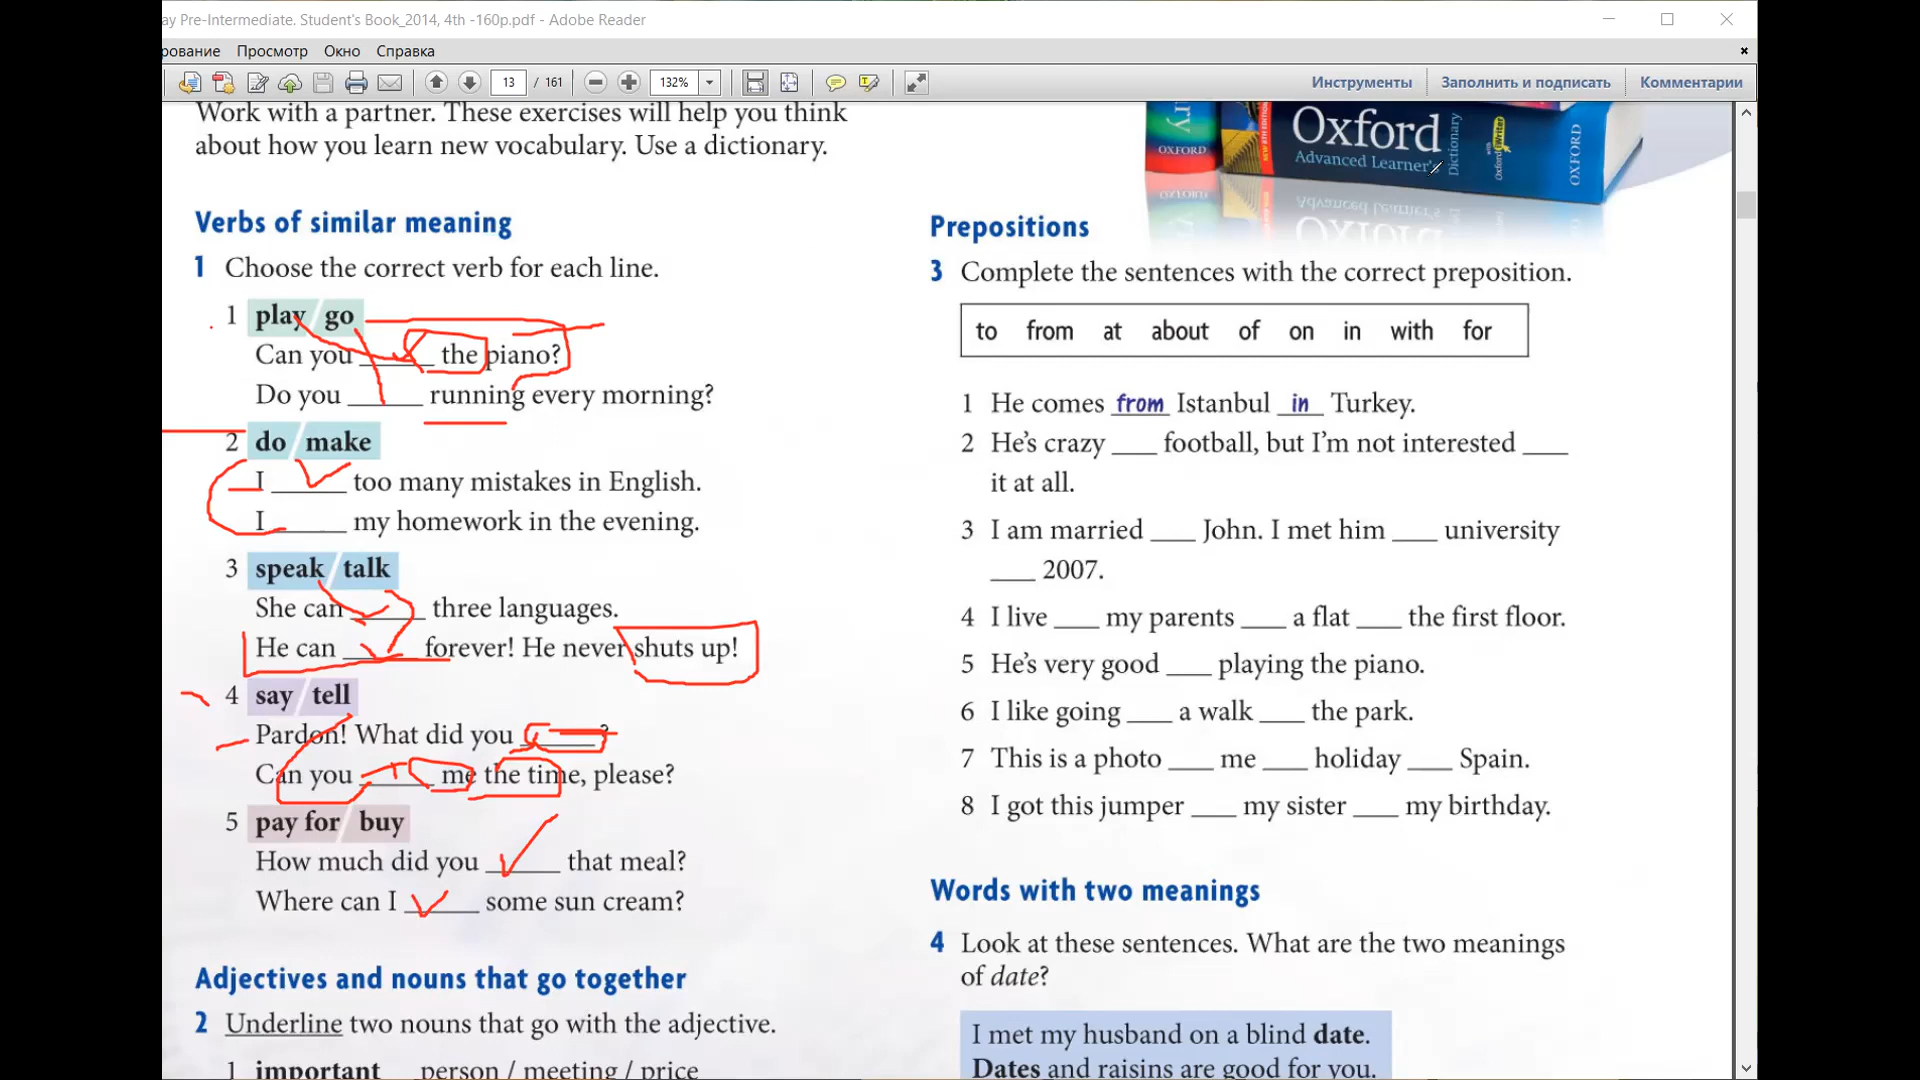 ay Pre-Intermediate. Student's Book_2014, 4th -160p.pdf - Adobe Reader
рование Просмотр Окно Справка
13 / 161 132% Инструменты Заполнить и подписать Комментарии
Work with a partner. These exercises will help you think
about how you learn new vocabulary. Use a dictionary.
Verbs of similar meaning
1 Choose the correct verb for each line.
1 play / go
Can you ______ the piano?
Do you ______ running every morning?
2 do / make
I ______ too many mistakes in English.
I ______ my homework in the evening.
3 speak / talk
She can ______ three languages.
He can ______ forever! He never shuts up!
4 say / tell
Pardon! What did you ______?
Can you ______ me the time, please?
5 pay for / buy
How much did you ______ that meal?
Where can I ______ some sun cream?
Adjectives and nouns that go together
2 Underline two nouns that go with the adjective.
1 important person / meeting / price
OXFORD
Oxford
Advanced Learner's
Dictionary
OXFORD
Prepositions
3 Complete the sentences with the correct preposition.
to from at about of on in with for
1 He comes from Istanbul in Turkey.
2 He's crazy ____ football, but I'm not interested ____
it at all.
3 I am married ____ John. I met him ____ university
____ 2007.
4 I live ____ my parents ____ a flat ____ the first floor.
5 He's very good ____ playing the piano.
6 I like going ____ a walk ____ the park.
7 This is a photo ____ me ____ holiday ____ Spain.
8 I got this jumper ____ my sister ____ my birthday.
Words with two meanings
4 Look at these sentences. What are the two meanings
of date?
I met my husband on a blind date.
Dates and raisins are good for you.